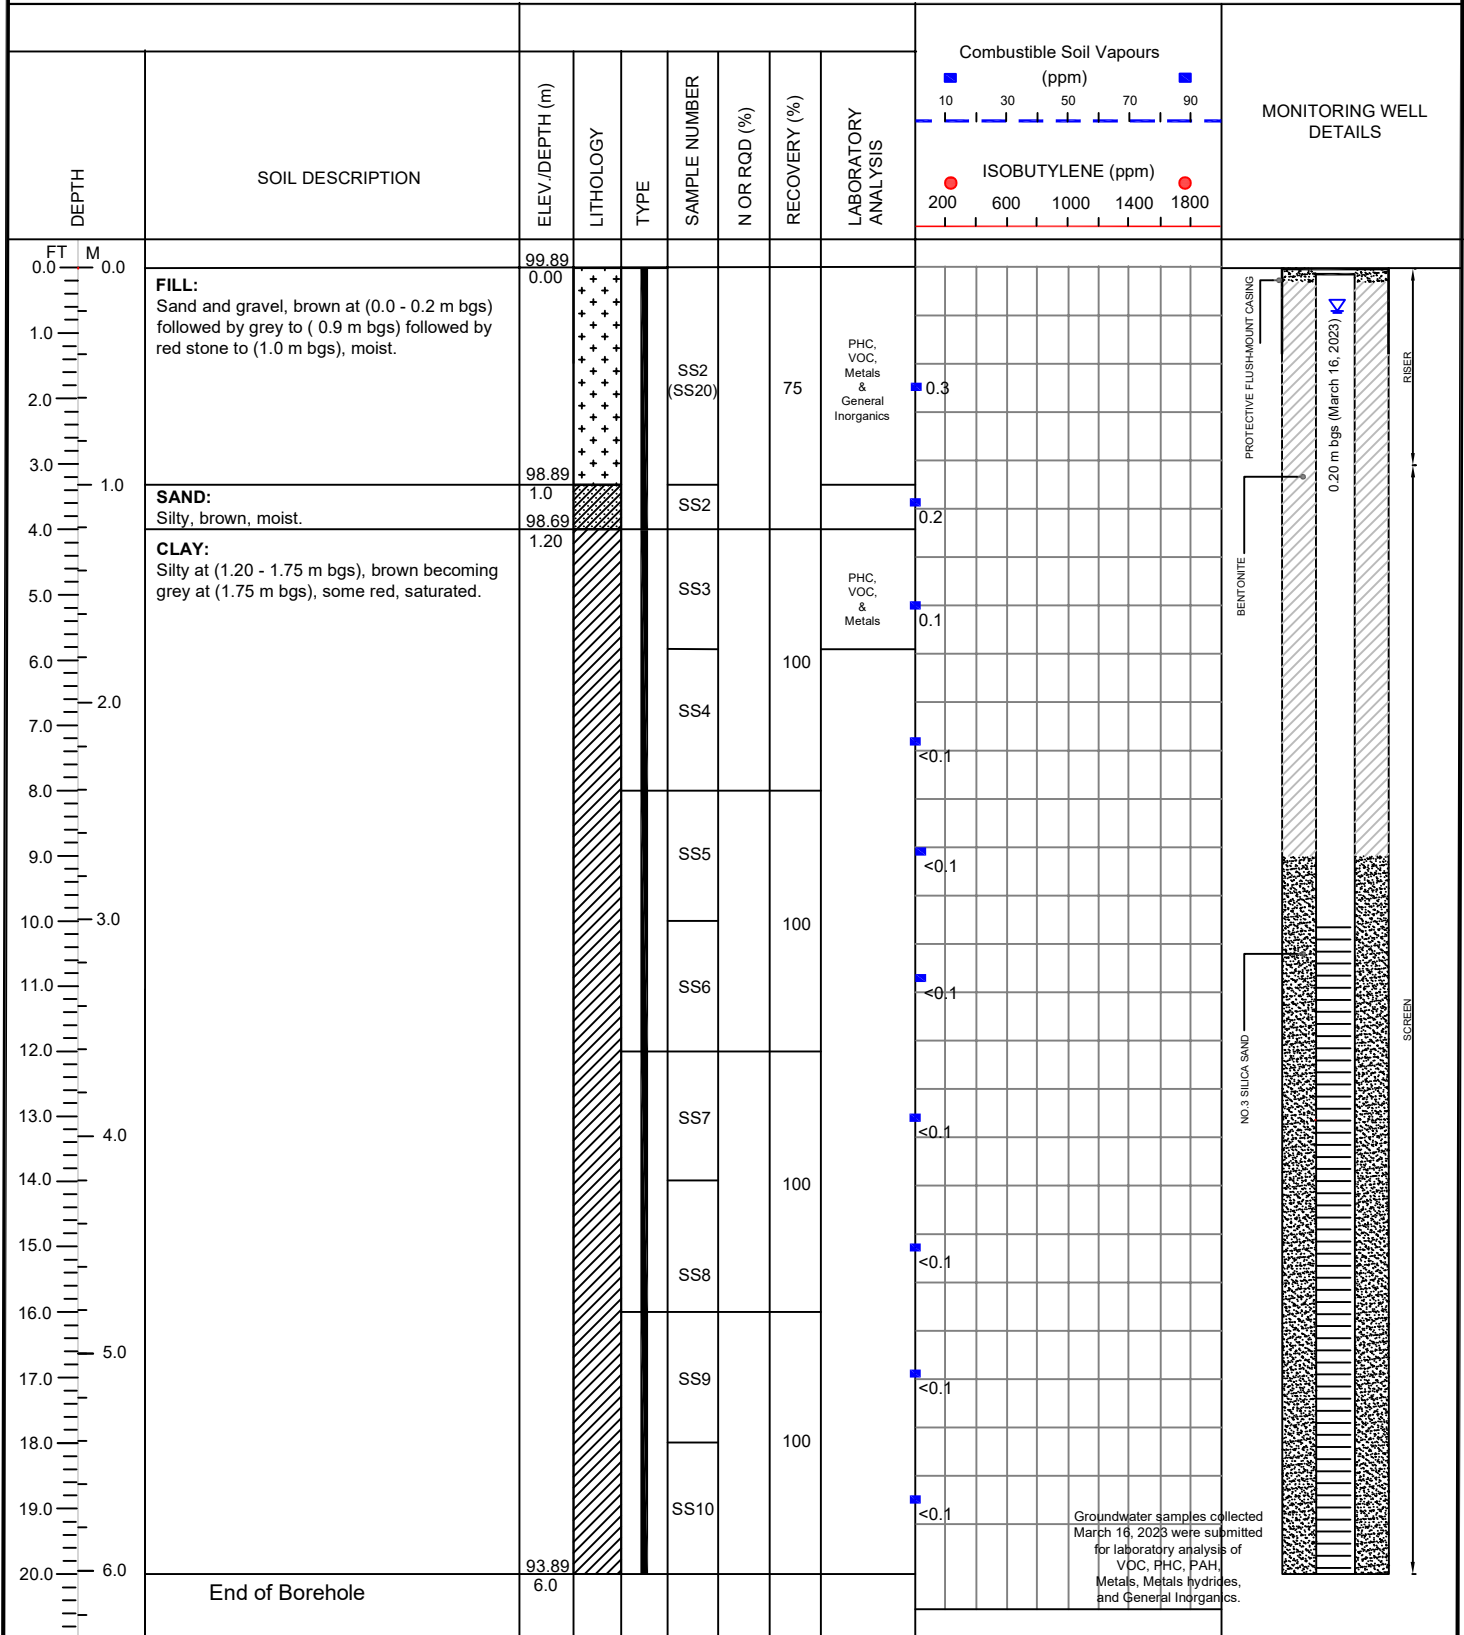 Combustible Soil Vapours
(ppm)
10 30 50 70 90
ISOBUTYLENE (ppm)
200 600 1000 1400 1800
DEPTH
SOIL DESCRIPTION
ELEV./DEPTH (m)
LITHOLOGY
TYPE
SAMPLE NUMBER
N OR RQD (%)
RECOVERY (%)
LABORATORY
ANALYSIS
MONITORING WELL
DETAILS
FT M
0.0 0.0
1.0
2.0
3.0
1.0
4.0
5.0
6.0
2.0
7.0
8.0
9.0
10.0 3.0
11.0
12.0
13.0
4.0
14.0
15.0
16.0
5.0
17.0
18.0
19.0
20.0 6.0
FILL:
Sand and gravel, brown at (0.0 - 0.2 m bgs)
followed by grey to ( 0.9 m bgs) followed by
red stone to (1.0 m bgs), moist.
SAND:
Silty, brown, moist.
CLAY:
Silty at (1.20 - 1.75 m bgs), brown becoming
grey at (1.75 m bgs), some red, saturated.
End of Borehole
99.89
0.00
98.89
1.0
98.69
1.20
93.89
6.0
SS2
(SS20)
SS2
SS3
SS4
SS5
SS6
SS7
SS8
SS9
SS10
75
100
100
100
100
PHC,
VOC,
Metals
&
General
Inorganics
PHC,
VOC,
&
Metals
0.3
0.2
0.1
<0.1
<0.1
<0.1
<0.1
<0.1
<0.1
<0.1
PROTECTIVE FLUSH-MOUNT CASING
0.20 m bgs (March 16, 2023)
RISER
BENTONITE
NO.3 SILICA SAND
SCREEN
Groundwater samples collected
March 16, 2023 were submitted
for laboratory analysis of
VOC, PHC, PAH,
Metals, Metals hydrides,
and General Inorganics.